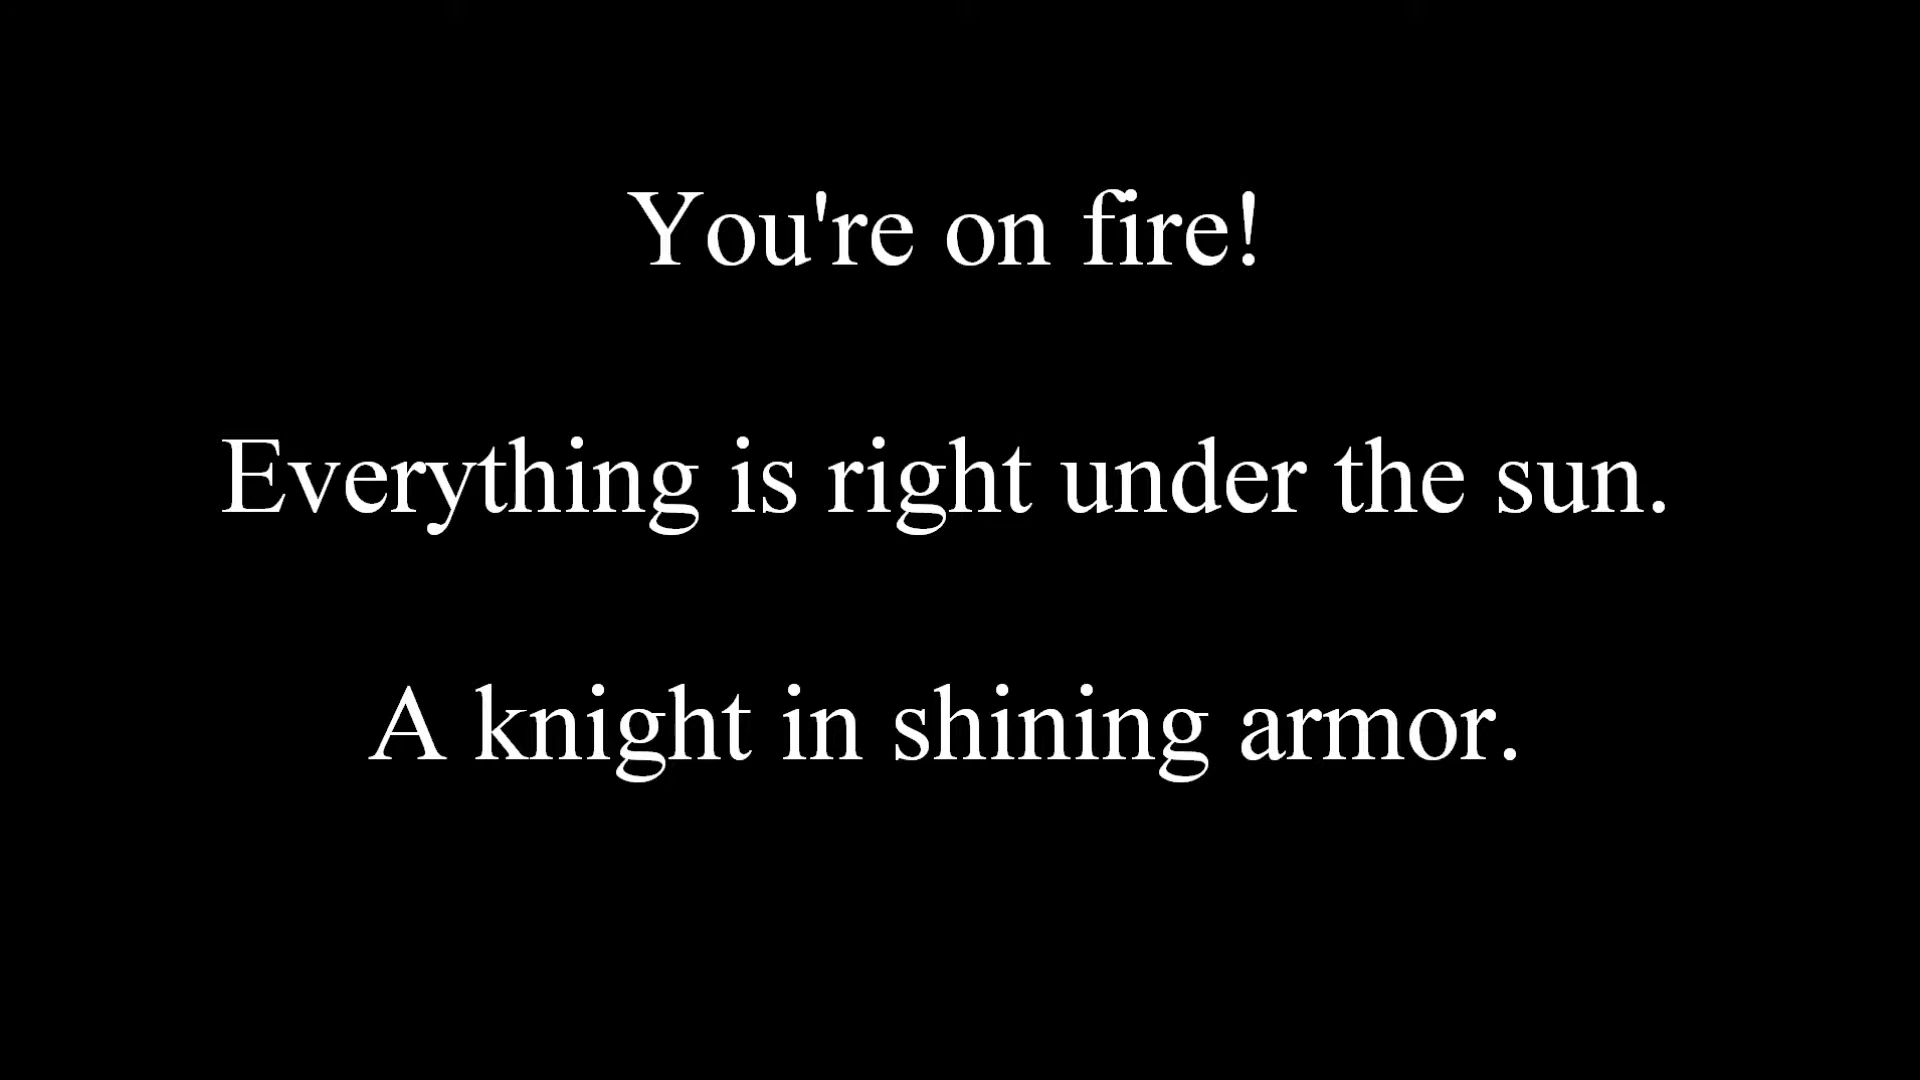 You're on fire!
Everything is right under the sun.
A knight in shining armor.